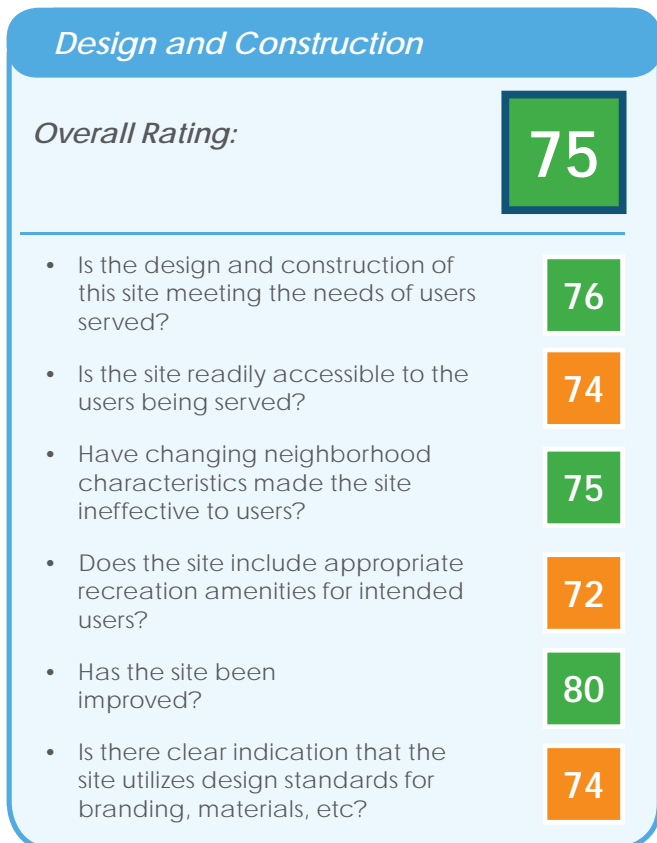 Design and Construction
Overall Rating:
75
• Is the design and construction of
this site meeting the needs of users
served?
76
• Is the site readily accessible to the
users being served?
74
• Have changing neighborhood
characteristics made the site
ineffective to users?
75
• Does the site include appropriate
recreation amenities for intended
users?
72
• Has the site been
improved?
80
• Is there clear indication that the
site utilizes design standards for
branding, materials, etc?
74